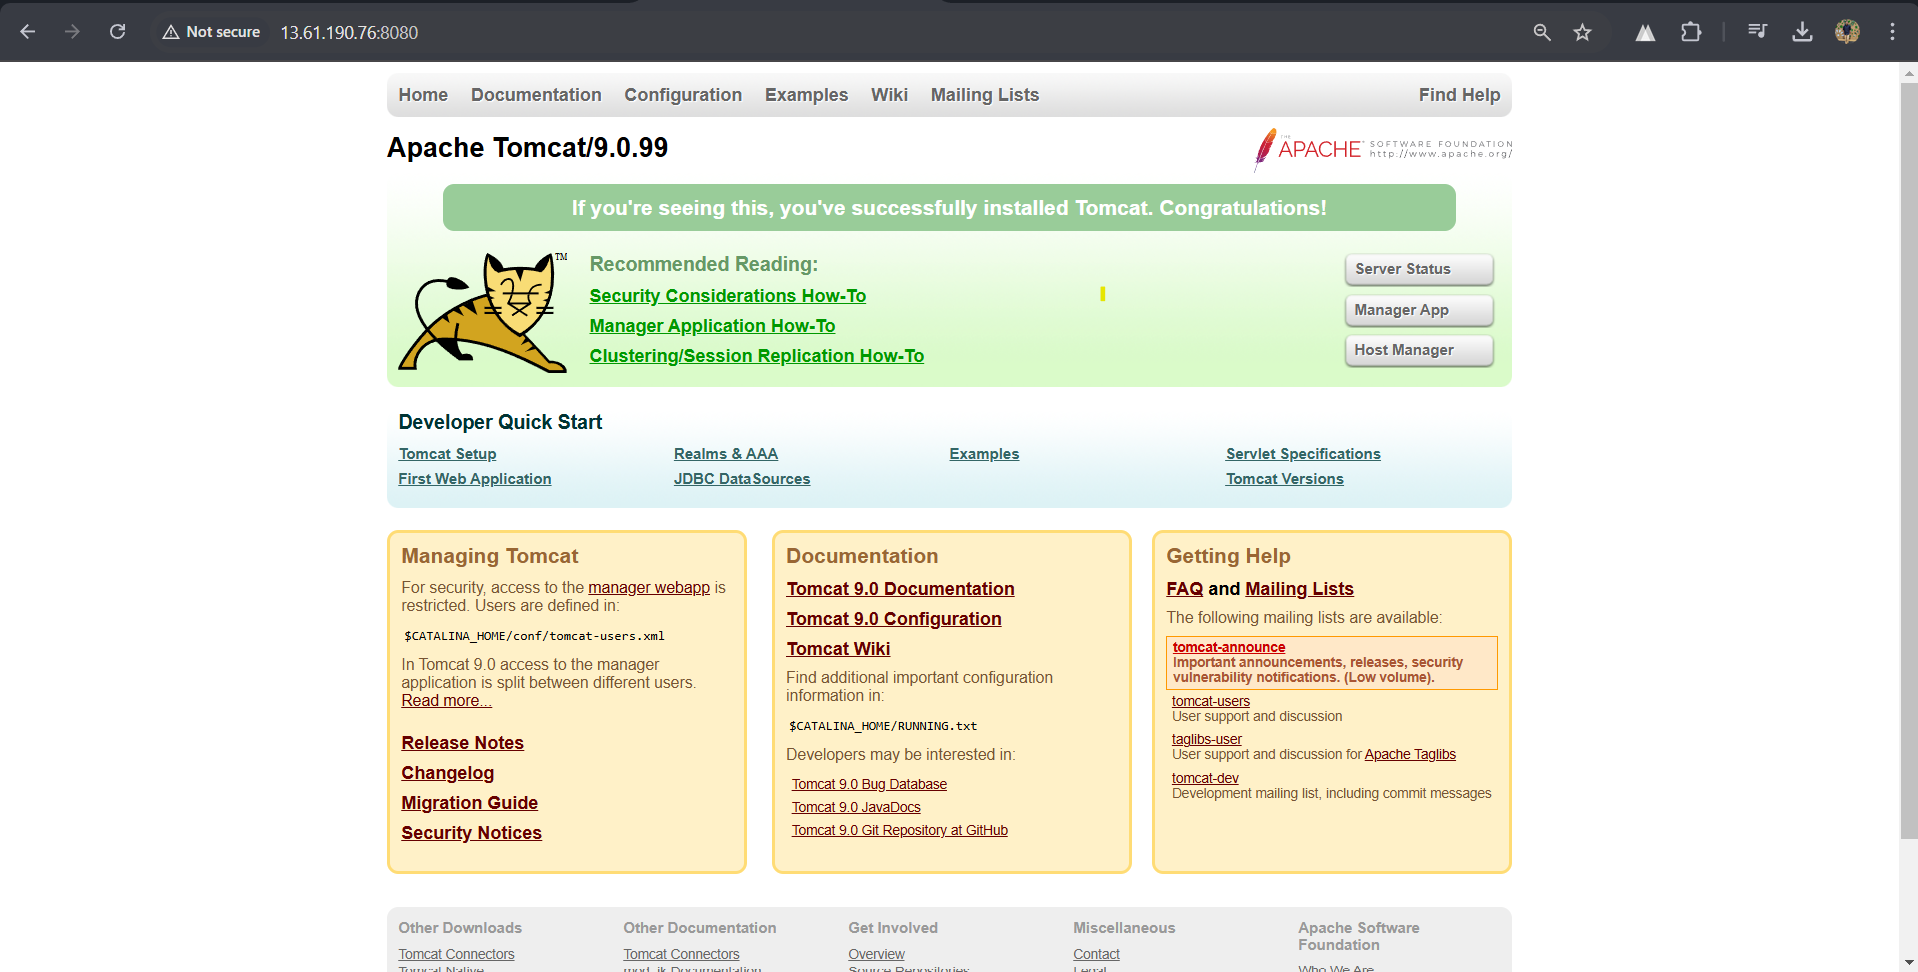 Not secure 13.61.190.76:8080
Home Documentation Configuration Examples Wiki Mailing Lists Find Help
Apache Tomcat/9.0.99
THE APACHE SOFTWARE FOUNDATION
http://www.apache.org/
If you're seeing this, you've successfully installed Tomcat. Congratulations!
TM
Recommended Reading:
Security Considerations How-To
Manager Application How-To
Clustering/Session Replication How-To
Server Status
Manager App
Host Manager
Developer Quick Start
Tomcat Setup
First Web Application
Realms & AAA
JDBC DataSources
Examples
Servlet Specifications
Tomcat Versions
Managing Tomcat
For security, access to the manager webapp is
restricted. Users are defined in:
$CATALINA_HOME/conf/tomcat-users.xml
In Tomcat 9.0 access to the manager
application is split between different users.
Read more...
Release Notes
Changelog
Migration Guide
Security Notices
Documentation
Tomcat 9.0 Documentation
Tomcat 9.0 Configuration
Tomcat Wiki
Find additional important configuration
information in:
$CATALINA_HOME/RUNNING.txt
Developers may be interested in:
Tomcat 9.0 Bug Database
Tomcat 9.0 JavaDocs
Tomcat 9.0 Git Repository at GitHub
Getting Help
FAQ and Mailing Lists
The following mailing lists are available:
tomcat-announce
Important announcements, releases, security
vulnerability notifications. (Low volume).
tomcat-users
User support and discussion
taglibs-user
User support and discussion for Apache Taglibs
tomcat-dev
Development mailing list, including commit messages
Other Downloads
Tomcat Connectors
Tomcat Native
Other Documentation
Tomcat Connectors
mod_jk Documentation
Get Involved
Overview
Source Repositories
Miscellaneous
Contact
Legal
Apache Software
Foundation
Who We Are